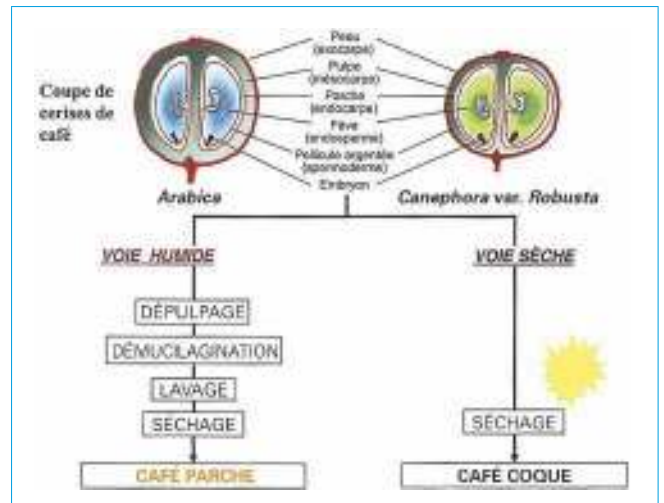 Coupe de
cerises de
café
Peau
(exocarpe)
Pulpe
(mésocarpe)
Parche
(endocarpe)
Fève
(endosperme)
Pellicule argentée
(spermoderme)
Embryon
Arabica
Canephora var. Robusta
VOIE HUMIDE
DÉPULPAGE
DÉMUCILAGINATION
LAVAGE
SÉCHAGE
CAFÉ PARCHE
VOIE SÈCHE
SÉCHAGE
CAFÉ COQUE